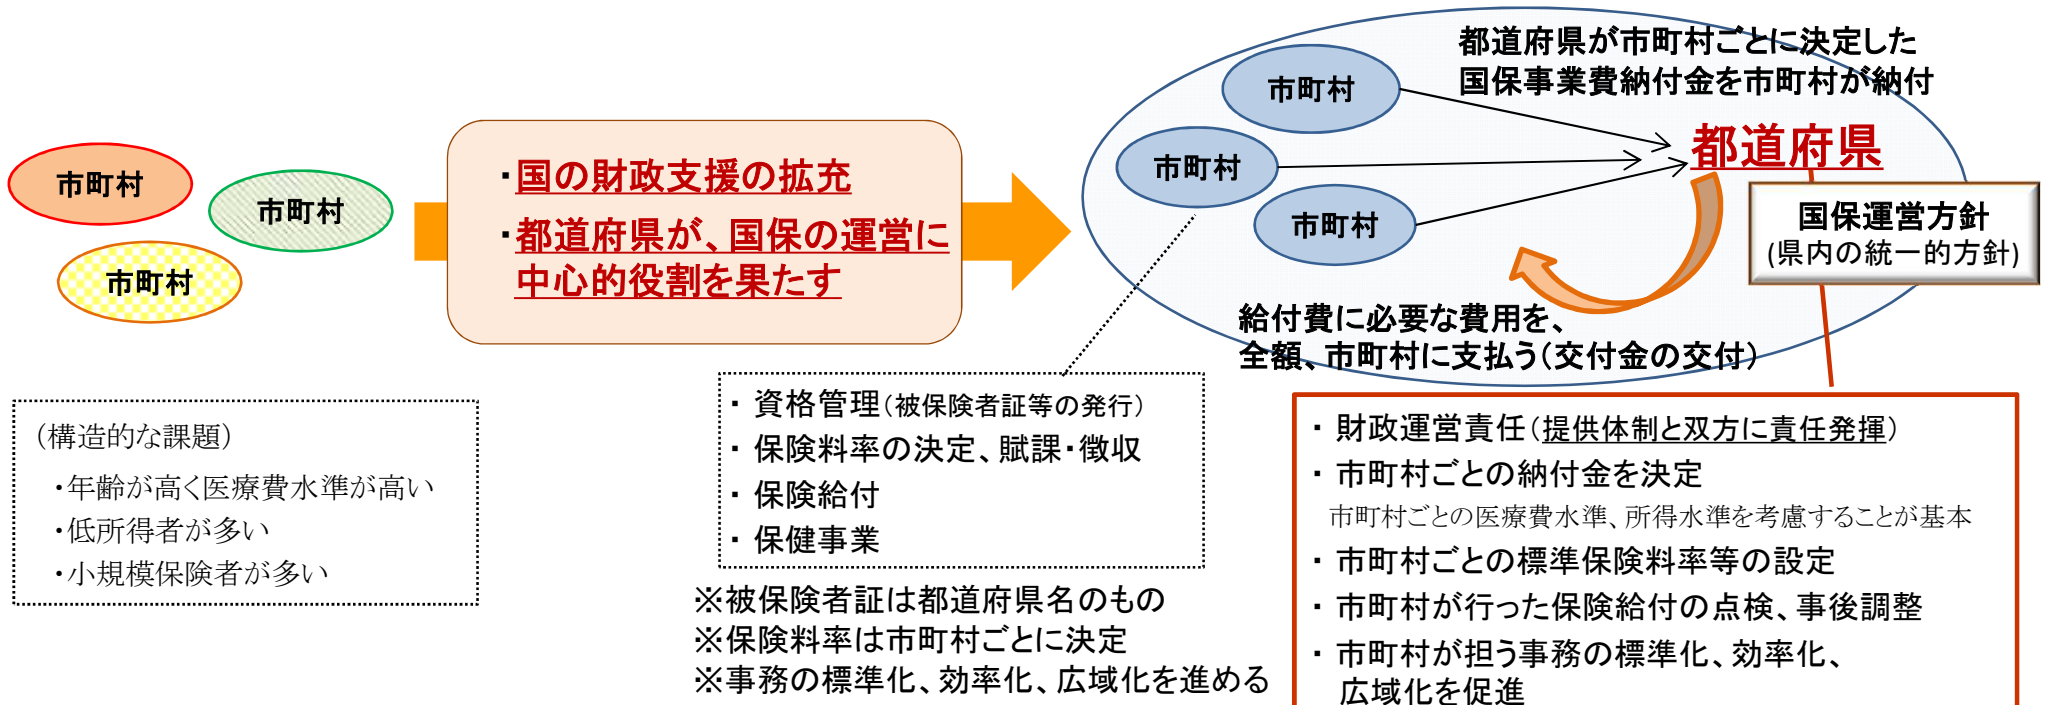 市町村
市町村
市町村
(構造的な課題)
・年齢が高く医療費水準が高い
・低所得者が多い
・小規模保険者が多い
・国の財政支援の拡充
・都道府県が、国保の運営に
中心的役割を果たす
都道府県が市町村ごとに決定した
国保事業費納付金を市町村が納付
市町村
市町村
市町村
都道府県
国保運営方針
(県内の統一的方針)
給付費に必要な費用を、
全額、市町村に支払う(交付金の交付)
・ 資格管理(被保険者証等の発行)
・ 保険料率の決定、賦課・徴収
・ 保険給付
・ 保健事業
※被保険者証は都道府県名のもの
※保険料率は市町村ごとに決定
※事務の標準化、効率化、広域化を進める
・ 財政運営責任(提供体制と双方に責任発揮)
・ 市町村ごとの納付金を決定
市町村ごとの医療費水準、所得水準を考慮することが基本
・ 市町村ごとの標準保険料率等の設定
・ 市町村が行った保険給付の点検、事後調整
・ 市町村が担う事務の標準化、効率化、
広域化を促進